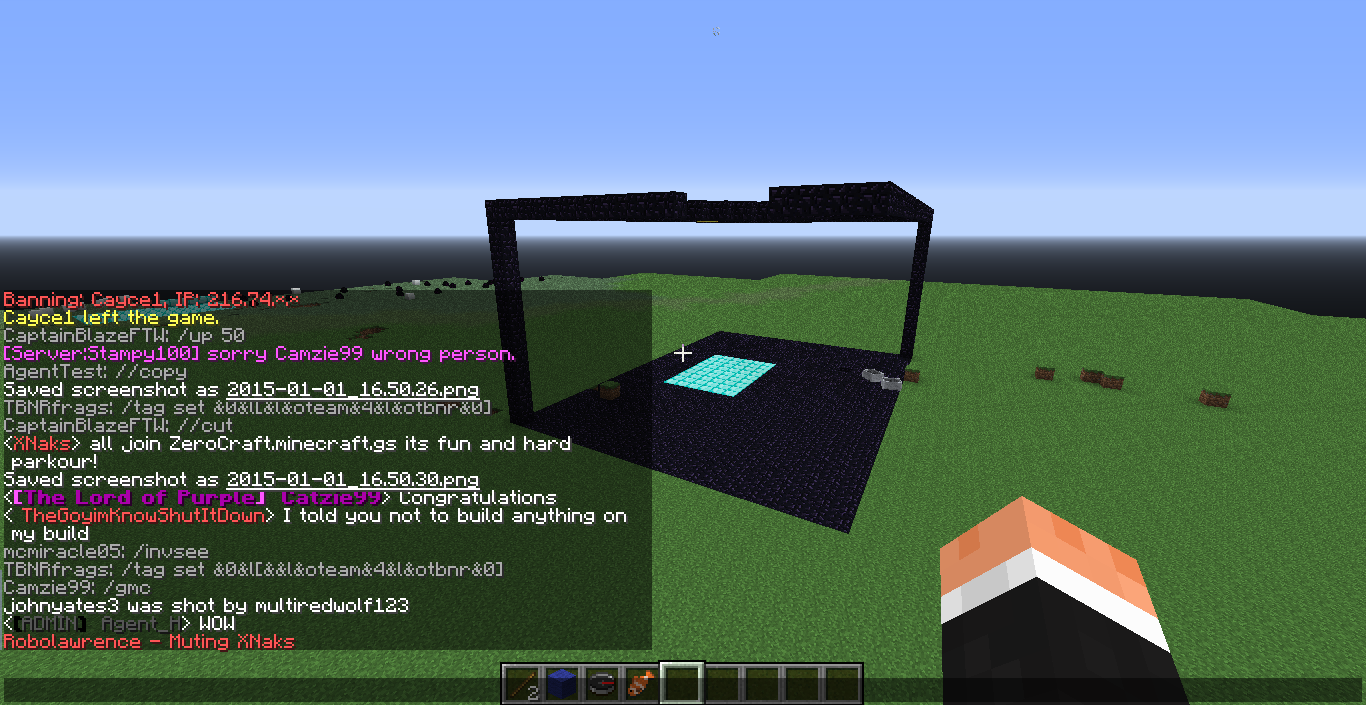 Banning: Cayce1, IP: 216.74.×.×
Cayce1 left the game.
CaptainBlazeFTW: /up 50
[Server:Stampy100] sorry Camzie99 wrong person.
AgentTest: //copy
Saved screenshot as 2015-01-01_16.50.26.png
TBNRfrags: /tag set &0&l[&l&oteam&4&l&otbnr&0]
CaptainBlazeFTW: //cut
<XNaks> all join ZeroCraft.minecraft.gs its fun and hard
parkour!
Saved screenshot as 2015-01-01_16.50.30.png
<[The Lord of Purple] Catzie99> Congratulations
< TheGoyimKnowShutItDown> I told you not to build anything on
my build
mcmiracle05: /invsee
TBNRfrags: /tag set &0&l[&&l&oteam&4&l&otbnr&0]
Camzie99: /gmc
johnyates3 was shot by multiredwolf123
<[ADMIN] Agent_H> WOW
Robolawrence - Muting XNaks
2